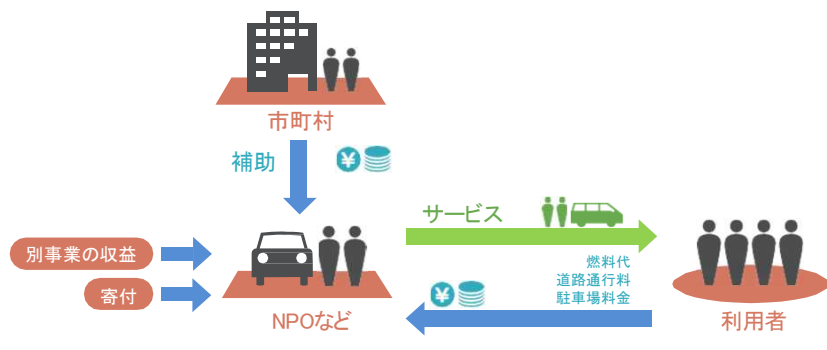 市町村
補助
¥
サービス
別事業の収益
寄付
NPOなど
燃料代
道路通行料
駐車場料金
¥
利用者